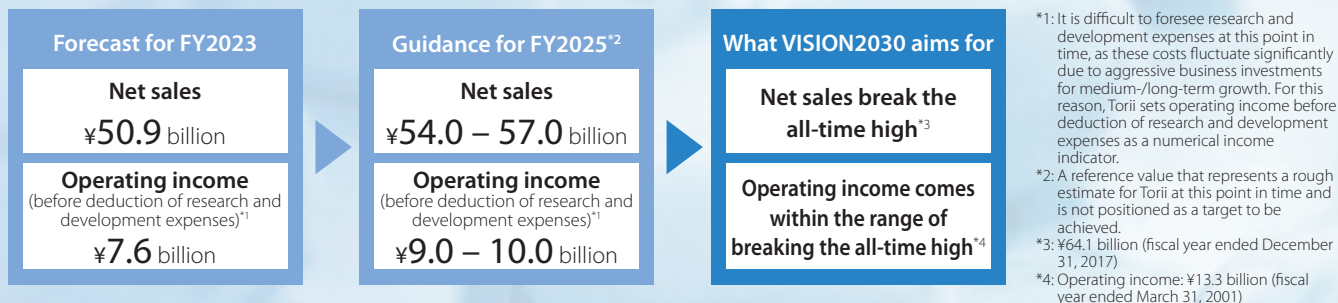 Forecast for FY2023
Net sales
¥50.9 billion
Operating income
(before deduction of research and
development expenses)*1
¥7.6 billion
Guidance for FY2025*2
Net sales
¥54.0 – 57.0 billion
Operating income
(before deduction of research and
development expenses)*1
¥9.0 – 10.0 billion
What VISION2030 aims for
Net sales break the
all-time high*3
Operating income comes
within the range of
breaking the all-time high*4
*1: It is difficult to foresee research and
development expenses at this point in
time, as these costs fluctuate significantly
due to aggressive business investments
for medium-/long-term growth. For this
reason, Torii sets operating income before
deduction of research and development
expenses as a numerical income
indicator.
*2: A reference value that represents a rough
estimate for Torii at this point in time and
is not positioned as a target to be
achieved.
*3: ¥64.1 billion (fiscal year ended December
31, 2017)
*4: Operating income: ¥13.3 billion (fiscal
year ended March 31, 2001)